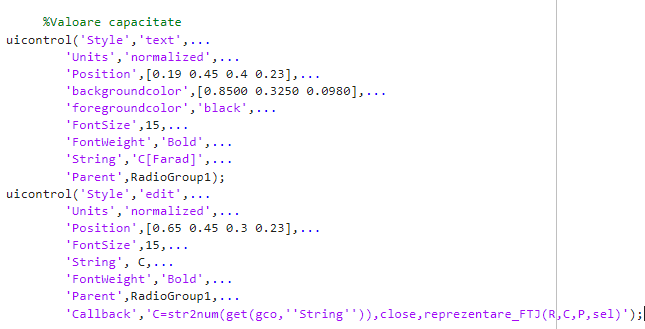 %Valoare capacitate
uicontrol('Style','text',...
'Units','normalized',...
'Position',[0.19 0.45 0.4 0.23],...
'backgroundcolor',[0.8500 0.3250 0.0980],...
'foregroundcolor','black',...
'FontSize',15,...
'FontWeight','Bold',...
'String','C[Farad]',...
'Parent',RadioGroup1);
uicontrol('Style','edit',...
'Units','normalized',...
'Position',[0.65 0.45 0.3 0.23],...
'FontSize',15,...
'String', C,...
'FontWeight','Bold',...
'Parent',RadioGroup1,...
'Callback','C=str2num(get(gco,''String'')),close,reprezentare_FTJ(R,C,P,sel)');